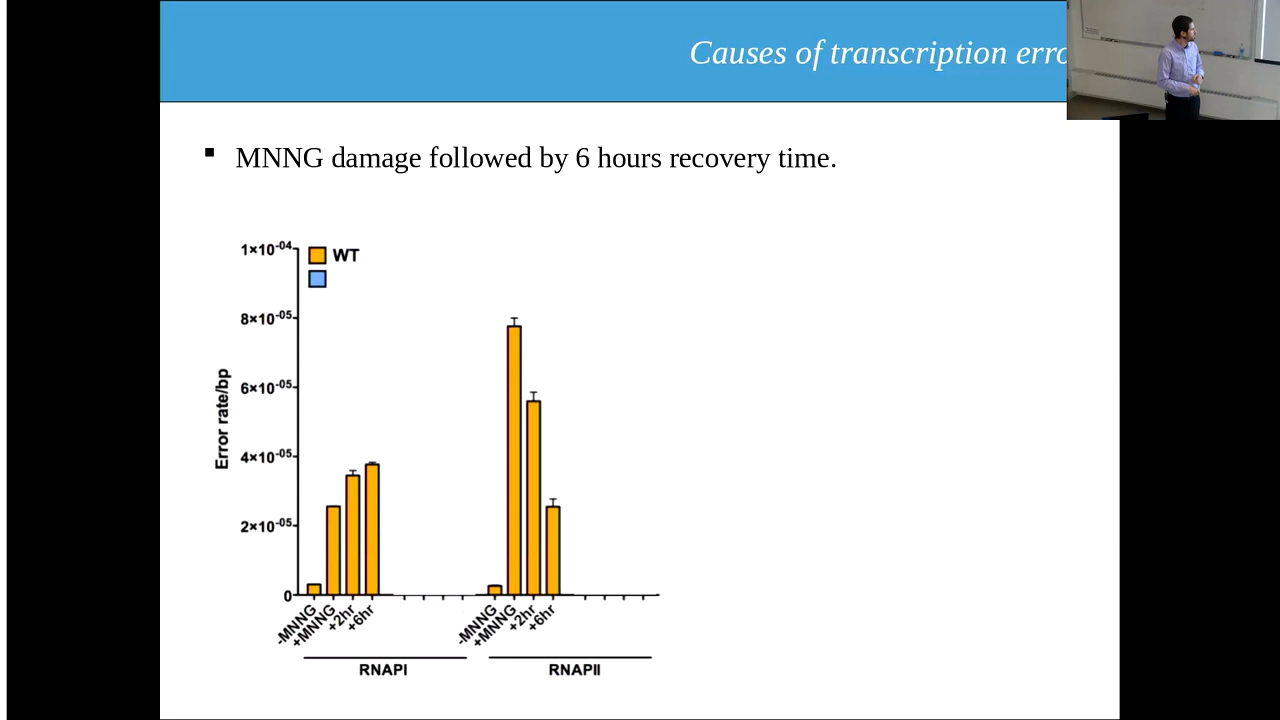 Causes of transcription erro
▪ MNNG damage followed by 6 hours recovery time.
1×10-04
WT
8×10-05
6×10-05
Error rate/bp
4×10-05
2×10-05
0
-MNNG +MNNG +2hr +6hr -MNNG +MNNG +2hr +6hr
RNAPI RNAPII